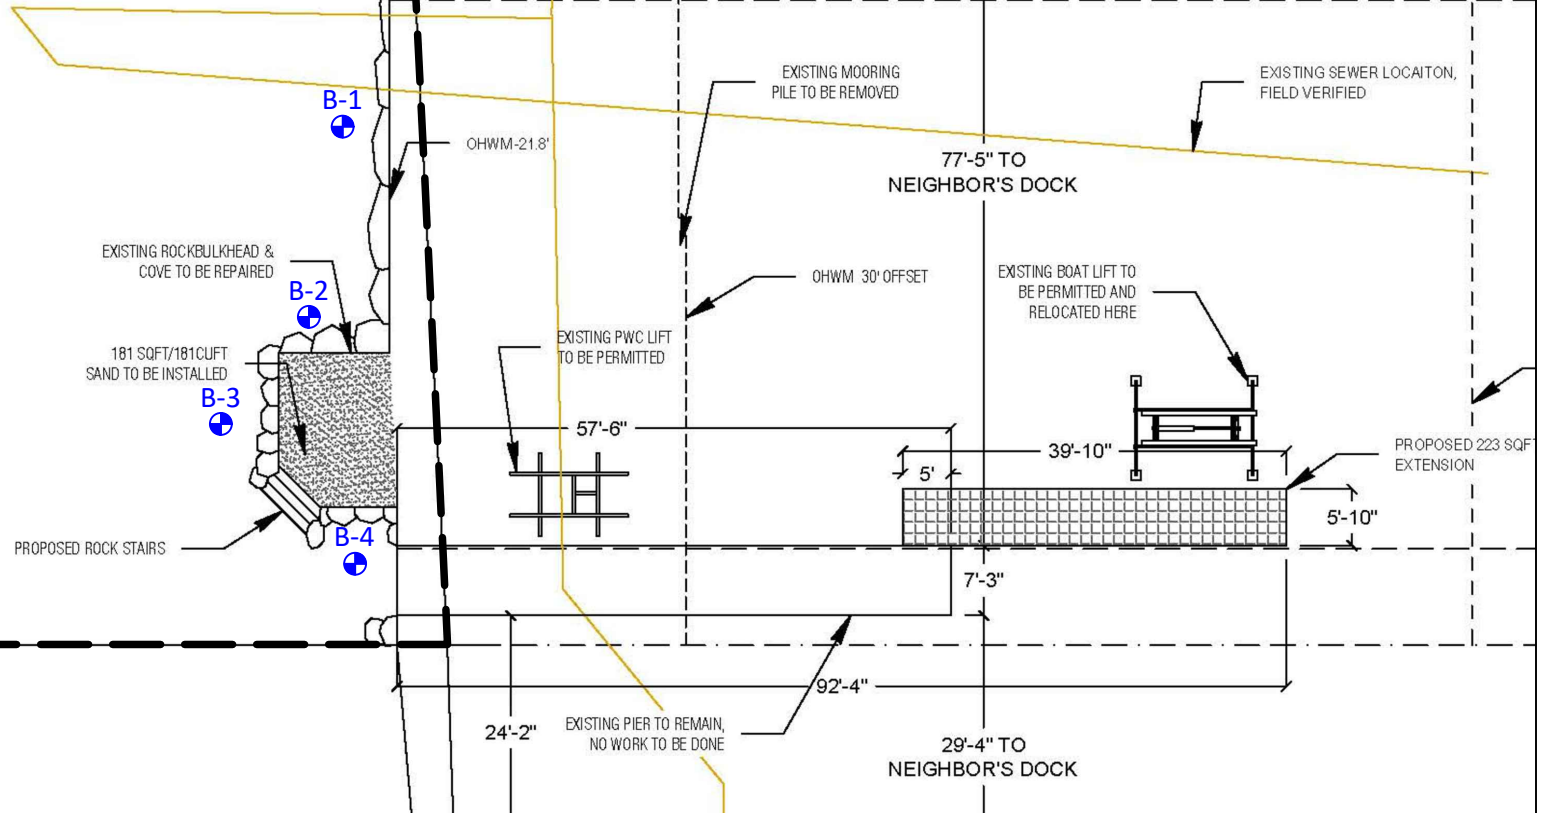 EXISTING MOORING
PILE TO BE REMOVED
EXISTING SEWER LOCAITON,
FIELD VERIFIED
B-1
OHWM-21.8'
77'-5" TO
NEIGHBOR'S DOCK
EXISTING ROCKBULKHEAD &
COVE TO BE REPAIRED
B-2
OHWM 30' OFFSET
EXISTING BOAT LIFT TO
BE PERMITTED AND
RELOCATED HERE
181 SQFT/181CUFT
SAND TO BE INSTALLED
EXISTING PWC LIFT
TO BE PERMITTED
B-3
57'-6"
39'-10"
5'
PROPOSED 223 SQFT
EXTENSION
5'-10"
PROPOSED ROCK STAIRS
B-4
7'-3"
92'-4"
24'-2"
EXISTING PIER TO REMAIN,
NO WORK TO BE DONE
29'-4" TO
NEIGHBOR'S DOCK